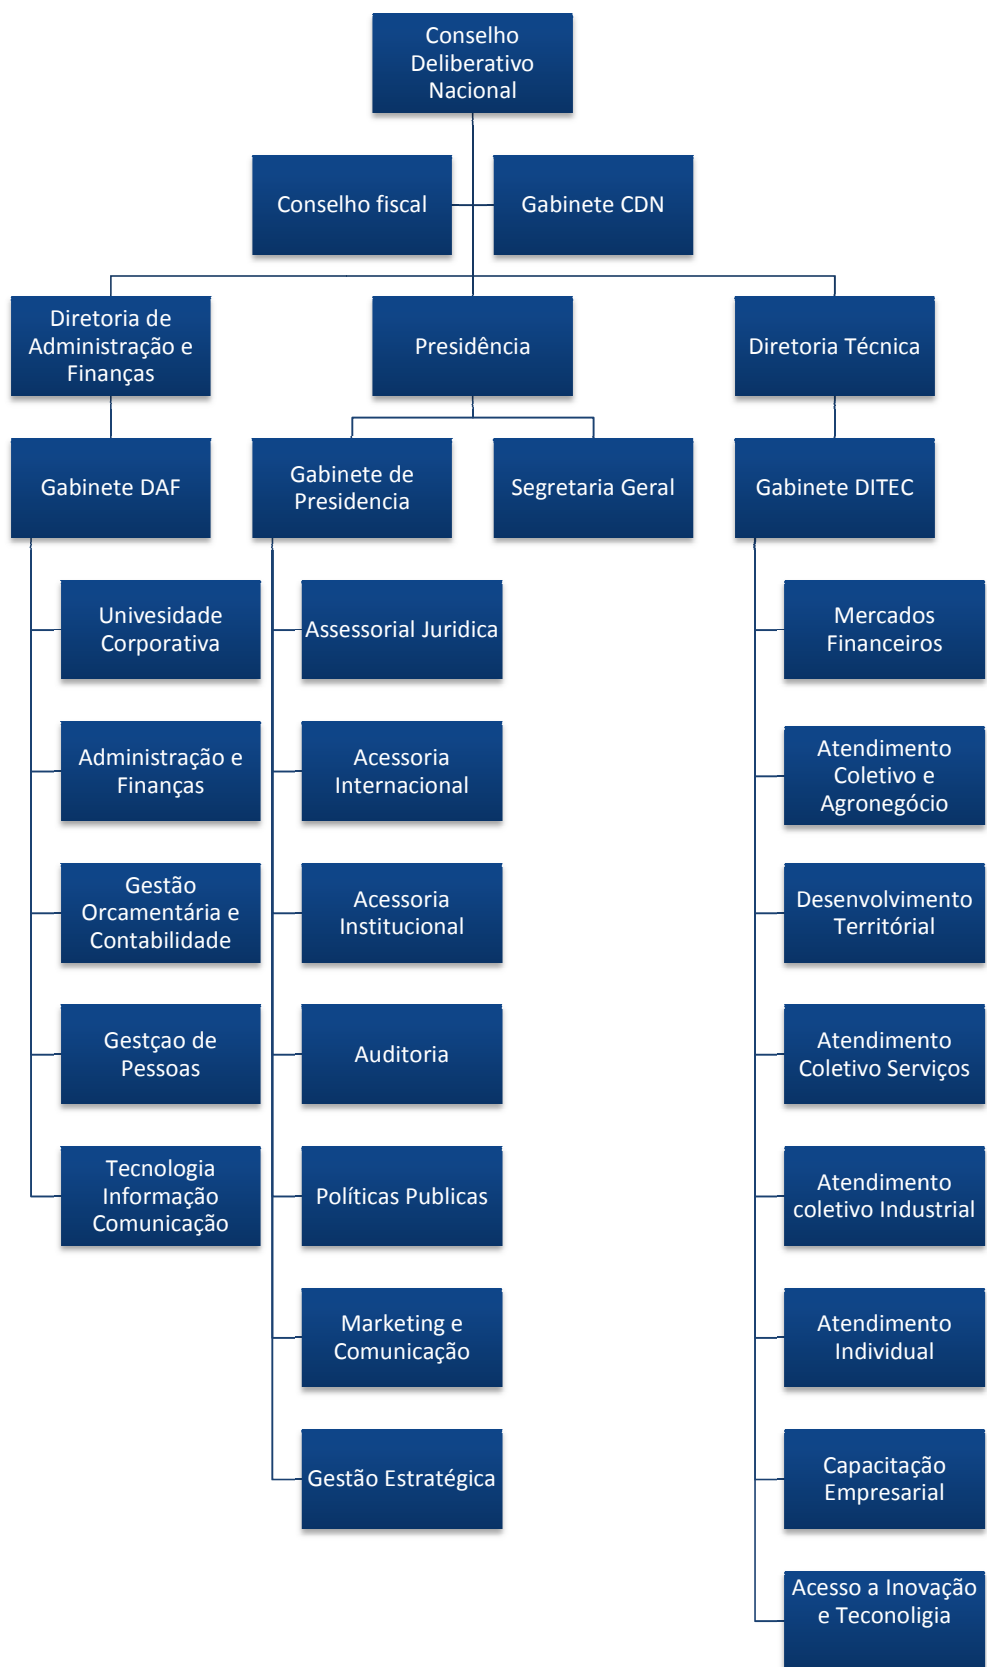 Conselho
Deliberativo
Nacional
Conselho fiscal
Gabinete CDN
Diretoria de
Administração e
Finanças
Presidência
Diretoria Técnica
Gabinete DAF
Gabinete de
Presidencia
Segretaria Geral
Gabinete DITEC
Univesidade
Corporativa
Administração e
Finanças
Gestão
Orcamentária e
Contabilidade
Gestçao de
Pessoas
Tecnologia
Informação
Comunicação
Assessorial Juridica
Acessoria
Internacional
Acessoria
Institucional
Auditoria
Políticas Publicas
Marketing e
Comunicação
Gestão Estratégica
Mercados
Financeiros
Atendimento
Coletivo e
Agronegócio
Desenvolvimento
Térritórial
Atendimento
Coletivo Serviços
Atendimento
coletivo Industrial
Atendimento
Individual
Capacitação
Empresarial
Acesso a Inovação
e Teconoligia